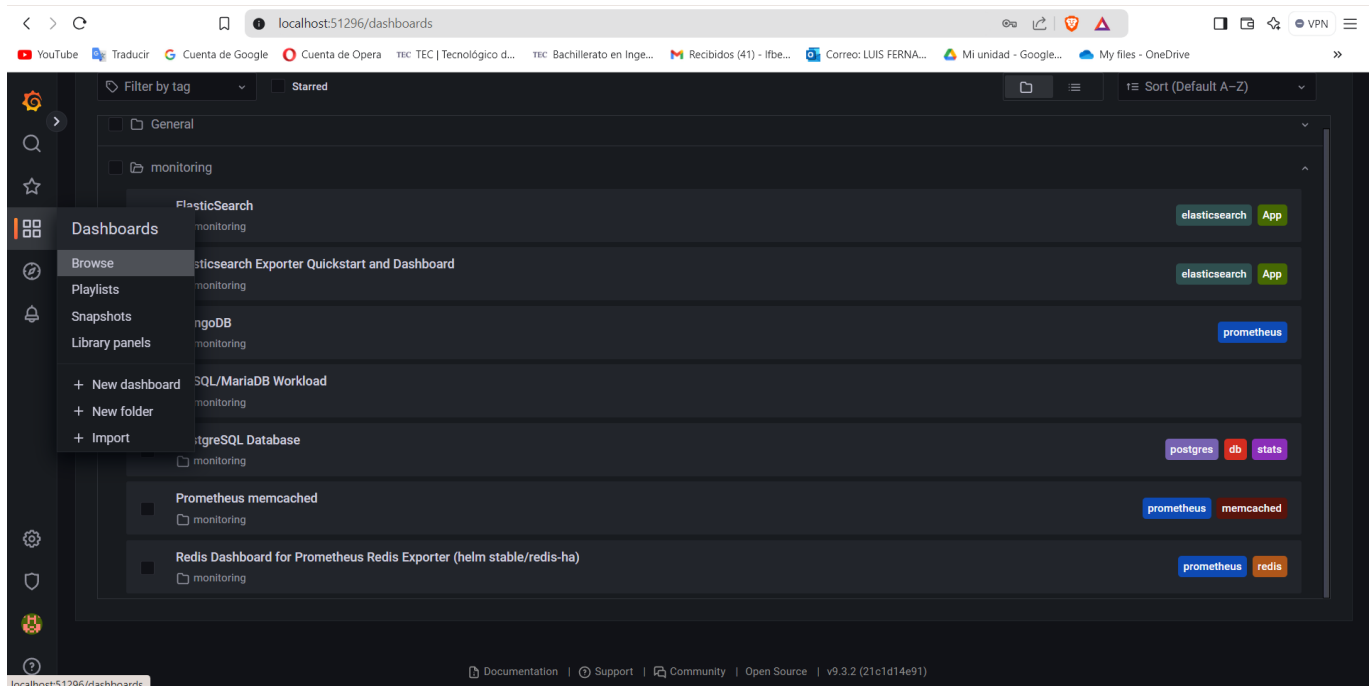 localhost:51296/dashboards
VPN
YouTube Traducir Cuenta de Google Cuenta de Opera TEC TEC | Tecnológico d... TEC Bachillerato en Inge... Recibidos (41) - lfbe... Correo: LUIS FERNA... Mi unidad - Google... My files - OneDrive »
Filter by tag Starred Sort (Default A–Z)
General
monitoring
ElasticSearch
monitoring
elasticsearch App
Dashboards
Browse
Playlists
Snapshots
Library panels
+ New dashboard
+ New folder
+ Import
sticsearch Exporter Quickstart and Dashboard
monitoring
elasticsearch App
ngoDB
monitoring
prometheus
SQL/MariaDB Workload
monitoring
stgreSQL Database
monitoring
postgres db stats
Prometheus memcached
monitoring
prometheus memcached
Redis Dashboard for Prometheus Redis Exporter (helm stable/redis-ha)
monitoring
prometheus redis
Documentation | Support | Community | Open Source | v9.3.2 (21c1d14e91)
localhost:51296/dashboards